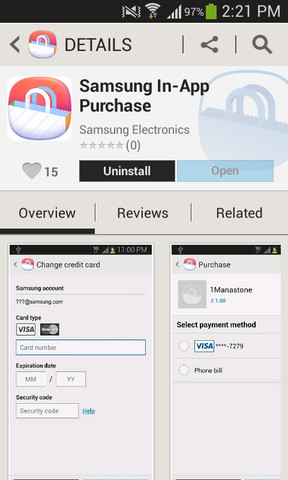 97% 2:21 PM
DETAILS
Samsung In-App
Purchase
Samsung Electronics
(0)
15
Uninstall
Open
Overview
Reviews
Related
11:00 PM
Change credit card
Samsung account
???@samsung.com
Card type
VISA
Card number
Expiration date
MM / YY
Security code
Security code Help
Purchase
1Manastone
£ 1.00
Select payment method
VISA ****-7279
Phone bill